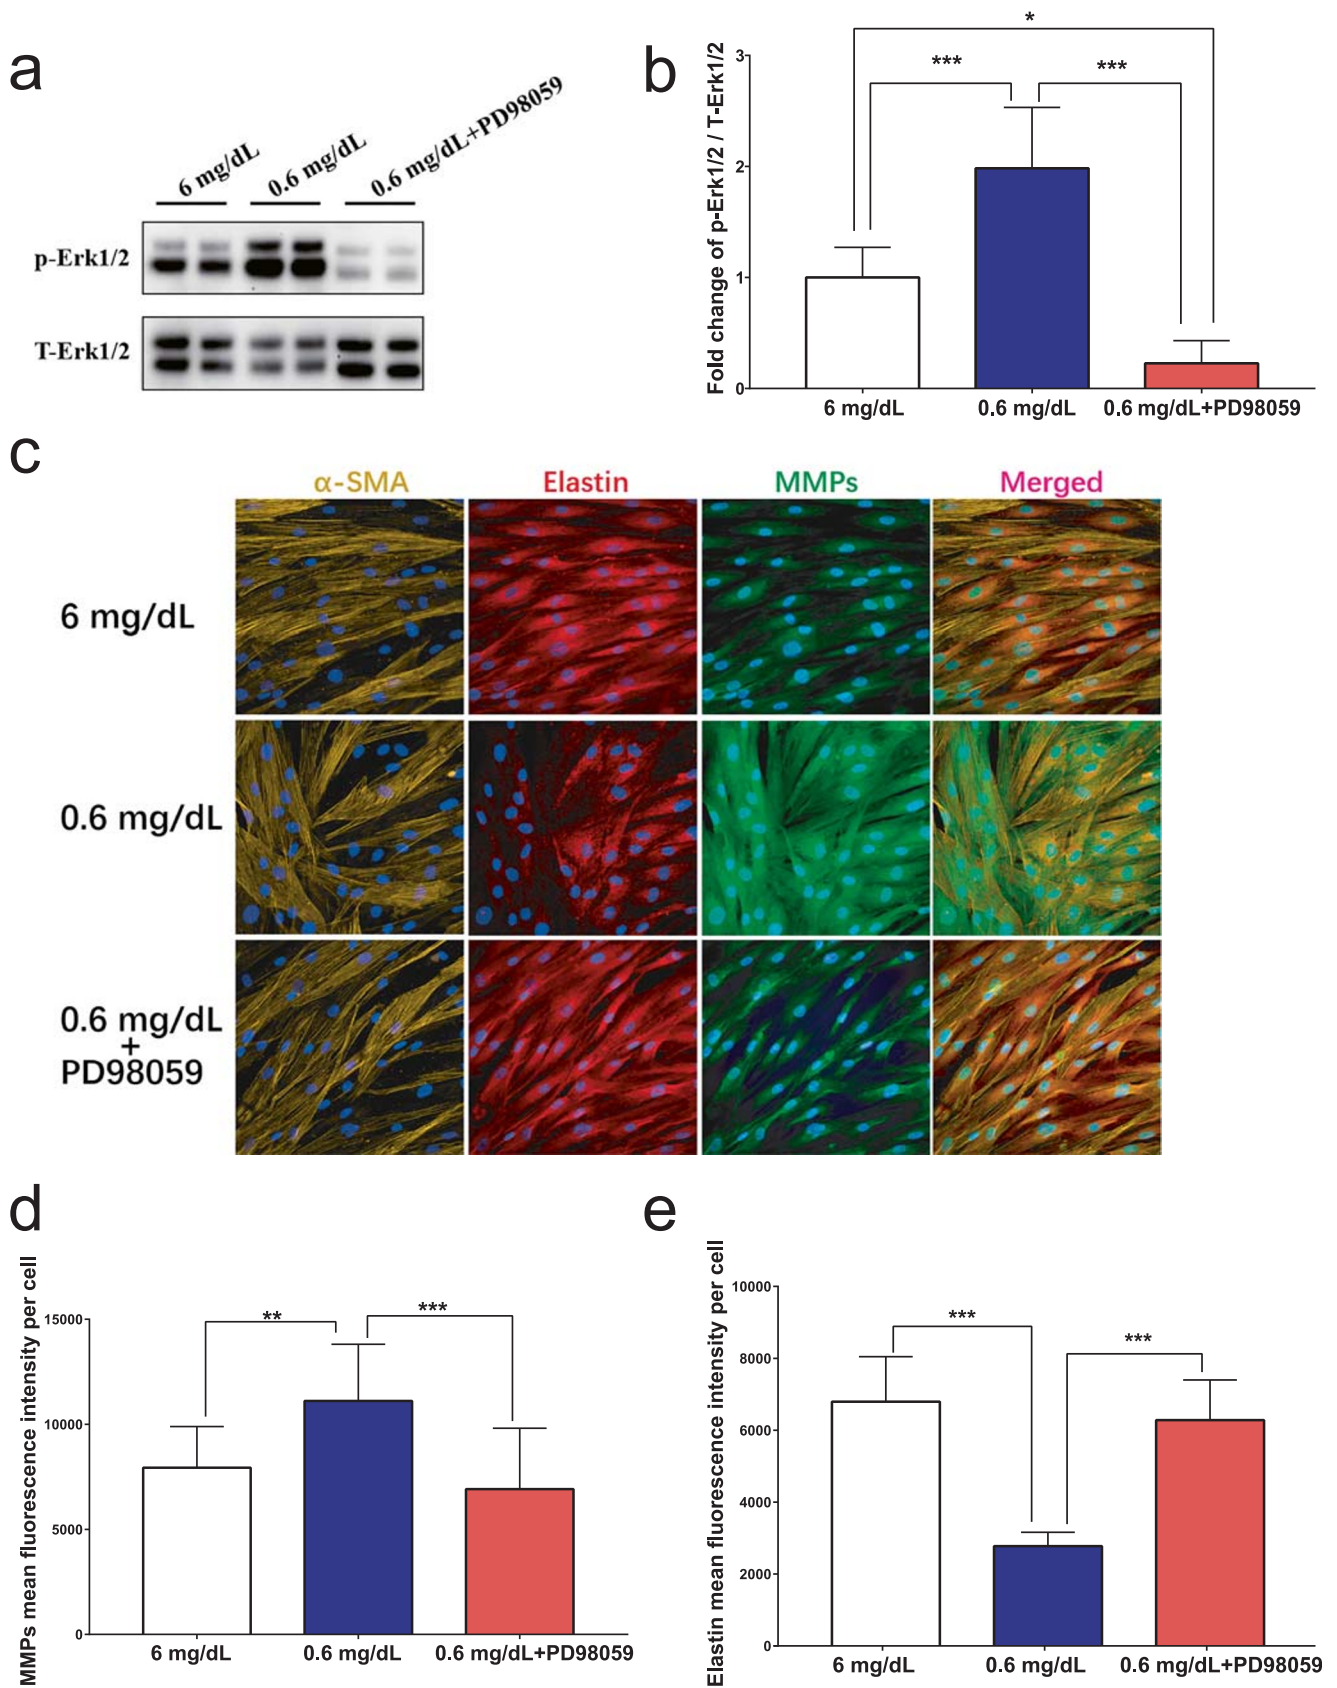 a
6 mg/dL
0.6 mg/dL
0.6 mg/dL+PD98059
p-Erk1/2
T-Erk1/2
b
Fold change of p-Erk1/2 / T-Erk1/2
3
2
1
0
*
***
***
6 mg/dL
0.6 mg/dL
0.6 mg/dL+PD98059
c
α-SMA
Elastin
MMPs
Merged
6 mg/dL
0.6 mg/dL
0.6 mg/dL
+
PD98059
d
MMPs mean fluorescence intensity per cell
15000
10000
5000
0
**
***
6 mg/dL
0.6 mg/dL
0.6 mg/dL+PD98059
e
Elastin mean fluorescence intensity per cell
10000
8000
6000
4000
2000
0
***
***
6 mg/dL
0.6 mg/dL
0.6 mg/dL+PD98059